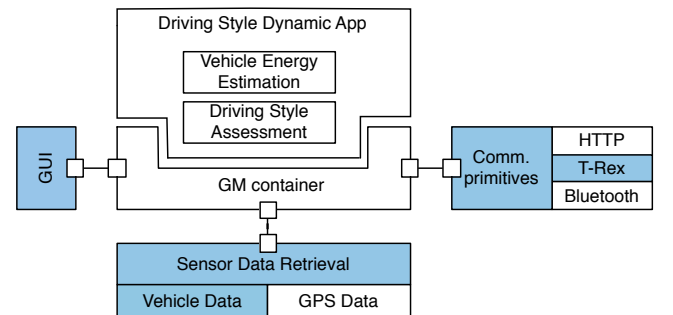 Driving Style Dynamic App
Vehicle Energy
Estimation
Driving Style
Assessment
GUI
GM container
Comm.
primitives
HTTP
T-Rex
Bluetooth
Sensor Data Retrieval
Vehicle Data
GPS Data